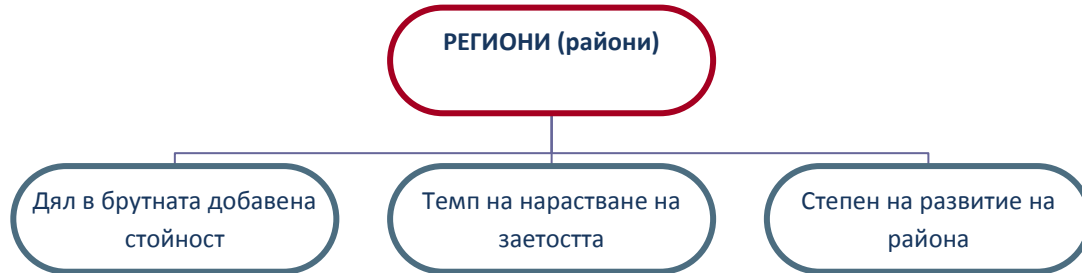 РЕГИОНИ (райони)
Дял в брутната добавена
стойност
Темп на нарастване на
заетостта
Степен на развитие на
района